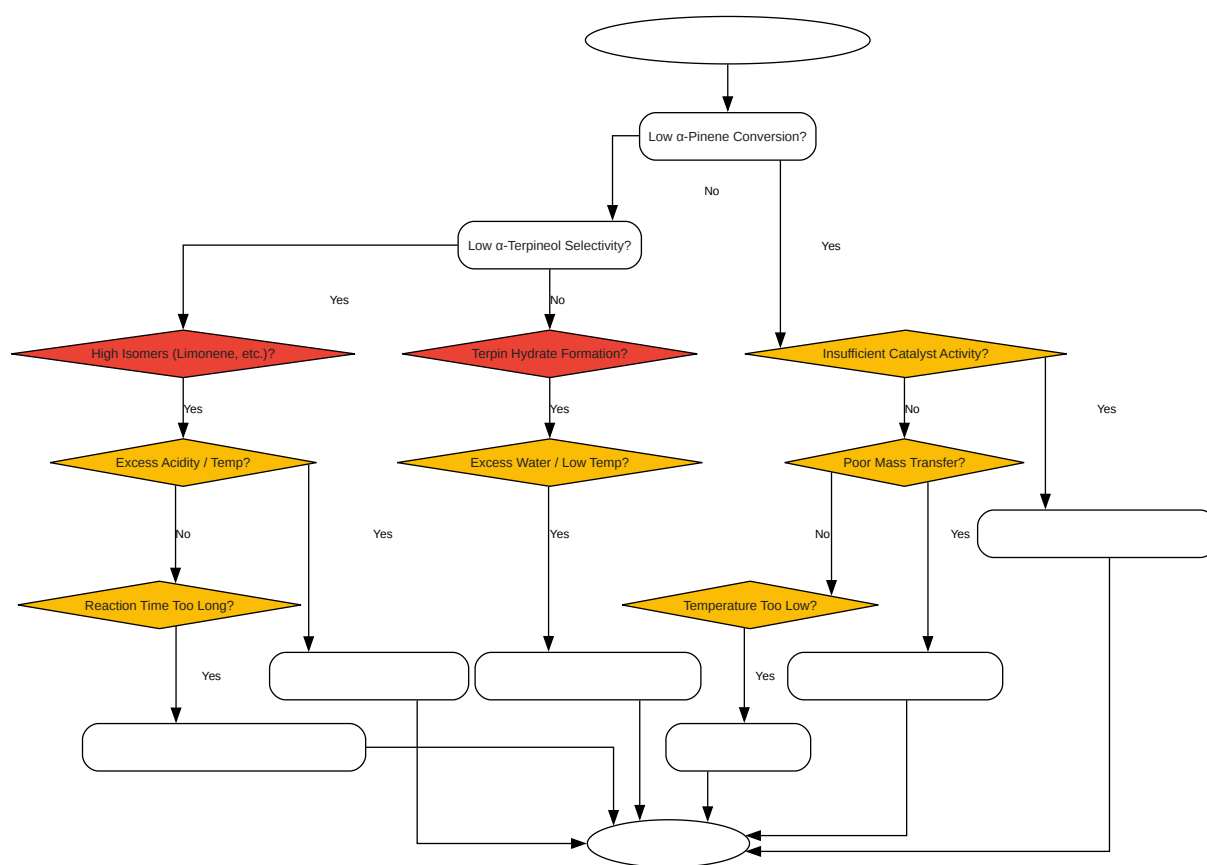 Low α-Pinene Conversion?
No
Low α-Terpineol Selectivity?
Yes
Yes
No
High Isomers (Limonene, etc.)?
Terpin Hydrate Formation?
Insufficient Catalyst Activity?
Yes
Yes
No
Yes
Excess Acidity / Temp?
Excess Water / Low Temp?
Poor Mass Transfer?
No
Yes
Yes
No
Yes
Reaction Time Too Long?
Temperature Too Low?
Yes
Yes